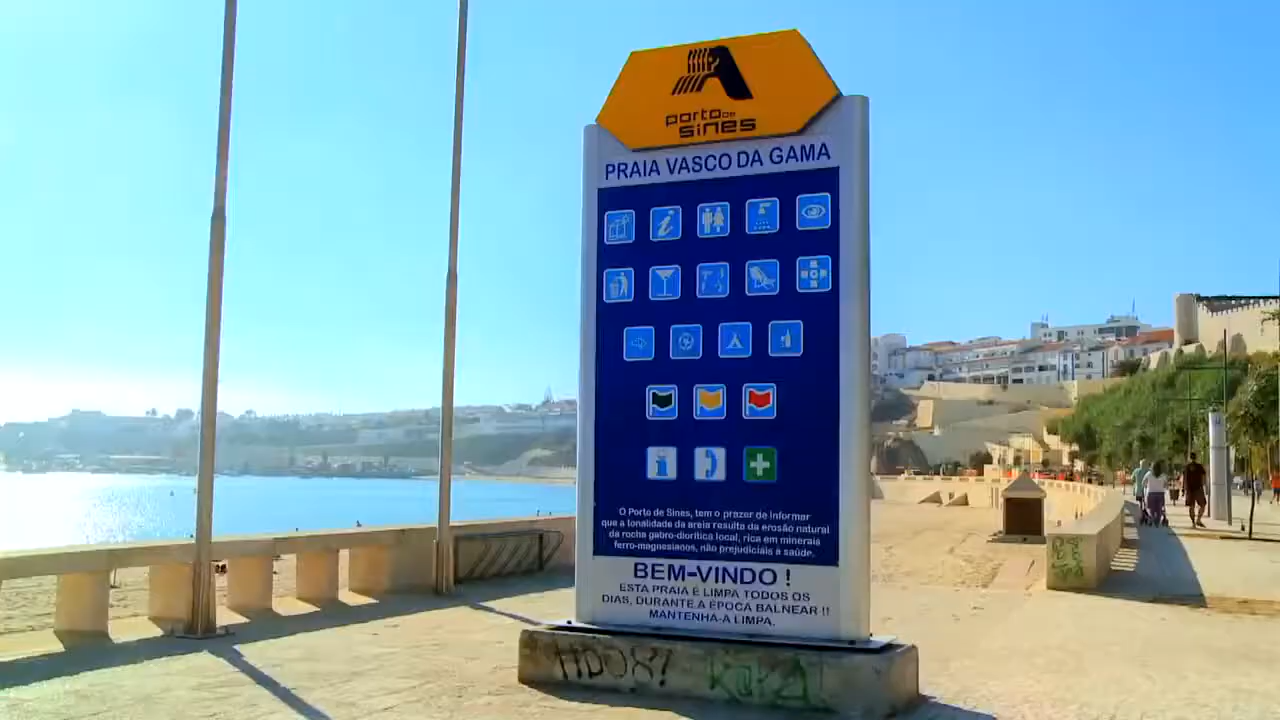 porto de
sines
PRAIA VASCO DA GAMA
O Porto de Sines, tem o prazer de informar
que a tonalidade da areia resulta da erosão natural
da rocha gabro-diorítica local, rica em minerais
ferro-magnesianos, não prejudiciais à saúde.
BEM-VINDO !
ESTA PRAIA É LIMPA TODOS OS
DIAS, DURANTE A ÉPOCA BALNEAR !!
MANTENHA-A LIMPA.